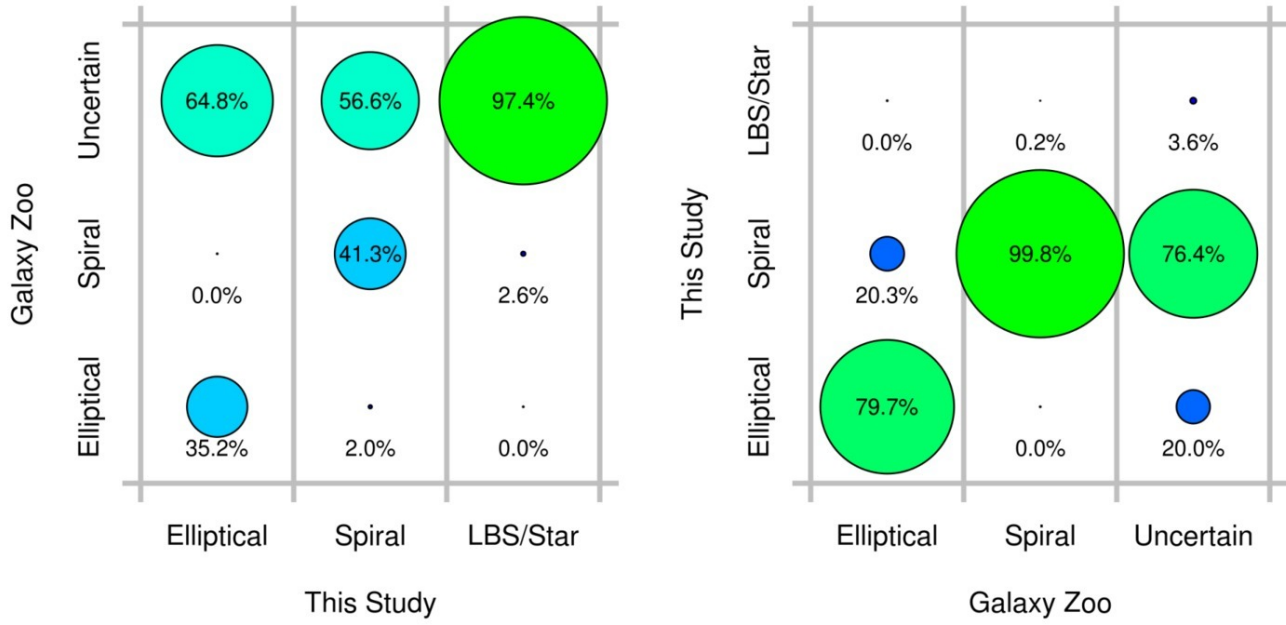 Galaxy Zoo
Uncertain
64.8%
56.6%
97.4%
Spiral
0.0%
41.3%
2.6%
Elliptical
35.2%
2.0%
0.0%
Elliptical
Spiral
LBS/Star
This Study
This Study
LBS/Star
0.0%
0.2%
3.6%
Spiral
20.3%
99.8%
76.4%
Elliptical
79.7%
0.0%
20.0%
Elliptical
Spiral
Uncertain
Galaxy Zoo